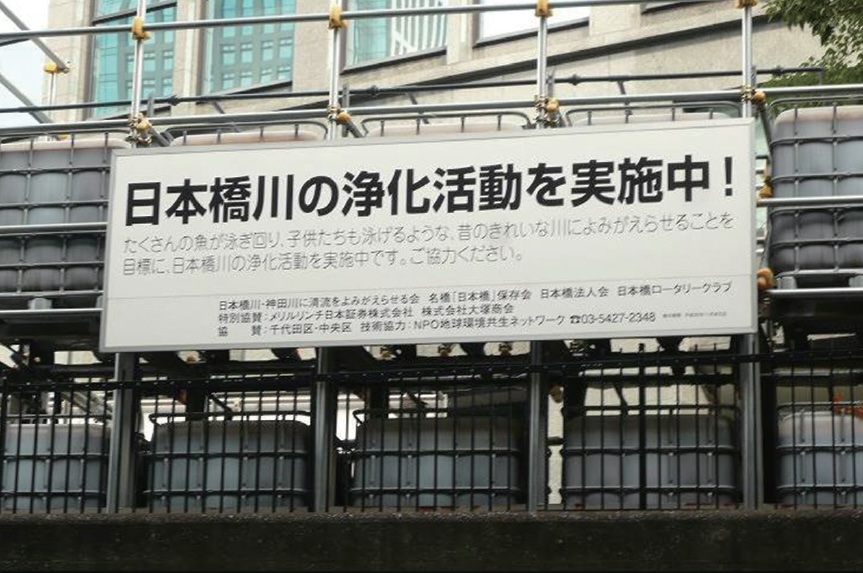 日本橋川の浄化活動を実施中！
たくさんの魚が泳ぎ回り、子供たちも泳げるような、昔のきれいな川によみがえらせることを
目標に、日本橋川の浄化活動を実施中です。ご協力ください。
日本橋川・神田川に清流をよみがえらせる会 名橋「日本橋」保存会 日本橋法人会 日本橋ロータリークラブ
特別協賛：メリルリンチ日本証券株式会社 株式会社大塚商会
協 賛：千代田区・中央区 技術協力：NPO地球環境共生ネットワーク ☎03-5427-2348